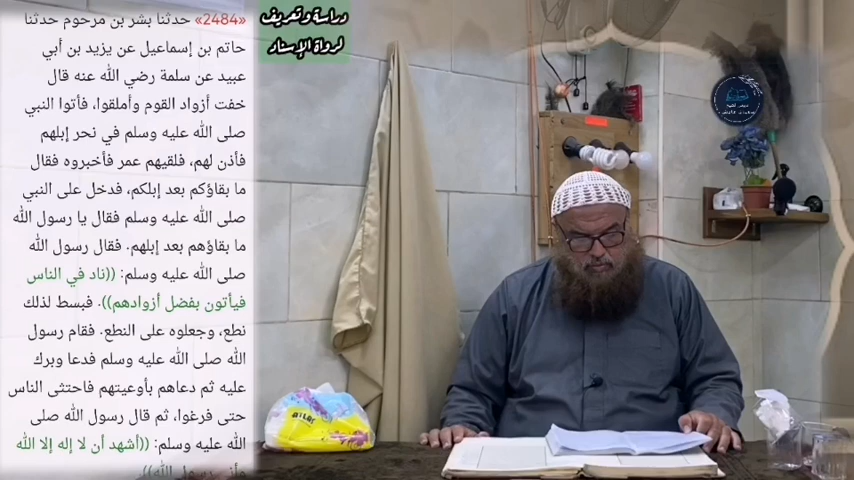 «2484» حدثنا بشر بن مرحوم حدثنا
حاتم بن إسماعيل عن يزيد بن أبي
عبيد عن سلمة رضي الله عنه قال
خفت أزواد القوم وأملقوا، فأتوا النبي
صلى الله عليه وسلم في نحر إبلهم
فأذن لهم، فلقيهم عمر فأخبروه فقال
ما بقاؤكم بعد إبلكم، فدخل على النبي
صلى الله عليه وسلم فقال يا رسول الله
ما بقاؤهم بعد إبلهم. فقال رسول الله
صلى الله عليه وسلم: ((ناد في الناس
فيأتون بفضل أزوادهم)). فبسط لذلك
نطع، وجعلوه على النطع. فقام رسول
الله صلى الله عليه وسلم فدعا وبرك
عليه ثم دعاهم بأوعيتهم فاحتثى الناس
حتى فرغوا، ثم قال رسول الله صلى
الله عليه وسلم: ((أشهد أن لا إله إلا الله
وأني رسول الله)).
دراسة وتعريف
لرواة الإسناد